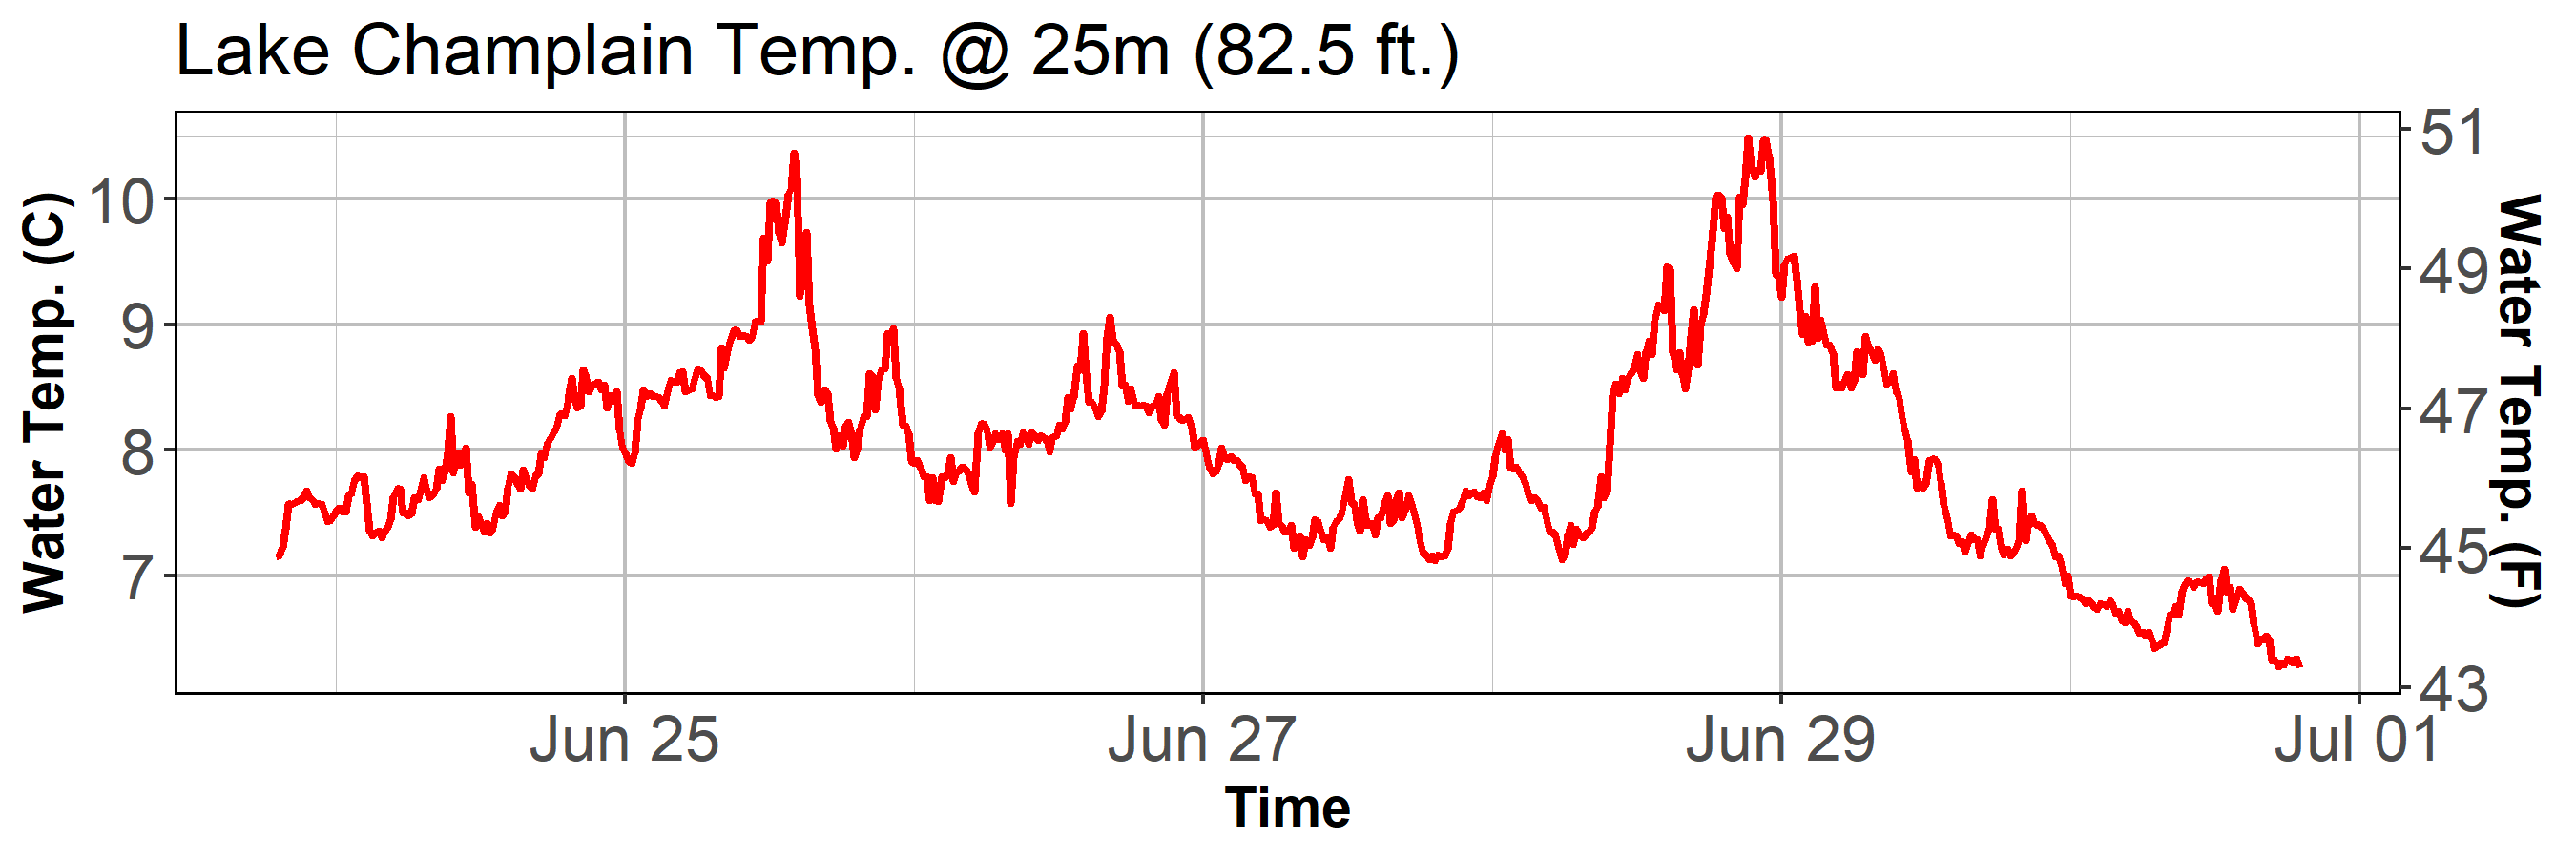 Lake Champlain Temp. @ 25m (82.5 ft.)
Water Temp. (C)
10
9
8
7
51
49
47
45
43
Water Temp. (F)
Jun 25
Jun 27
Jun 29
Jul 01
Time